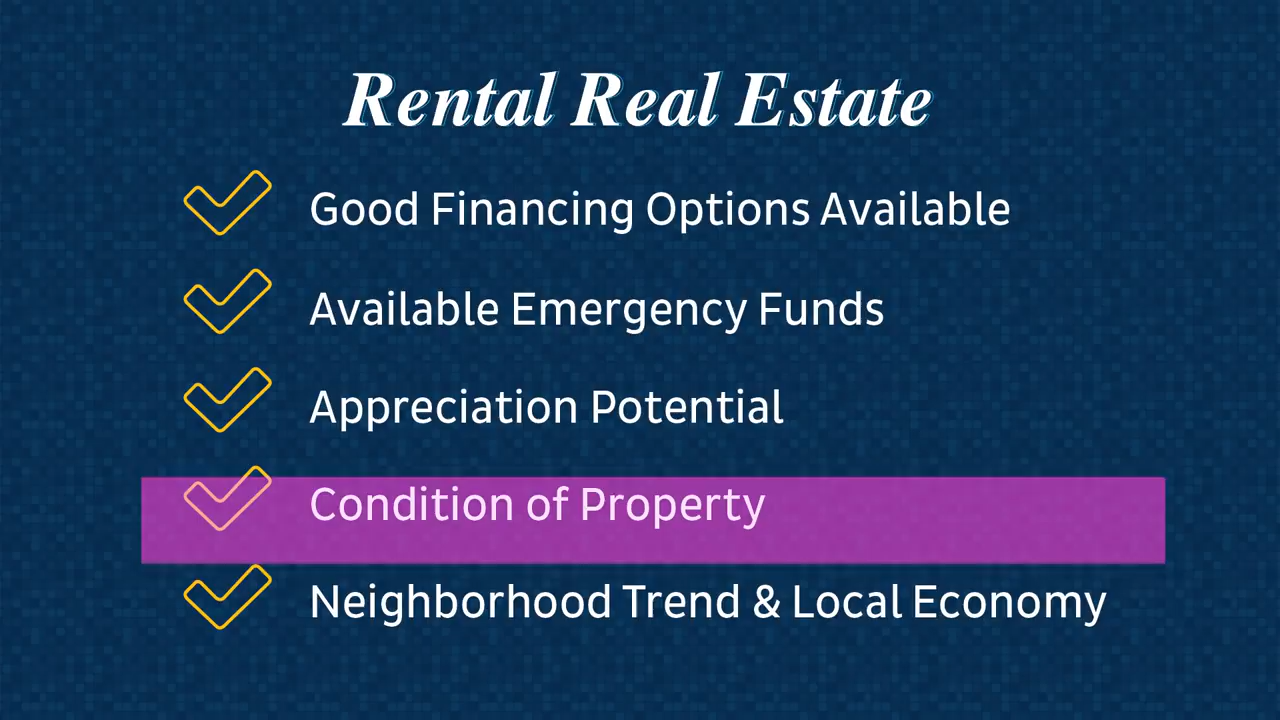 Rental Real Estate
Good Financing Options Available
Available Emergency Funds
Appreciation Potential
Condition of Property
Neighborhood Trend & Local Economy